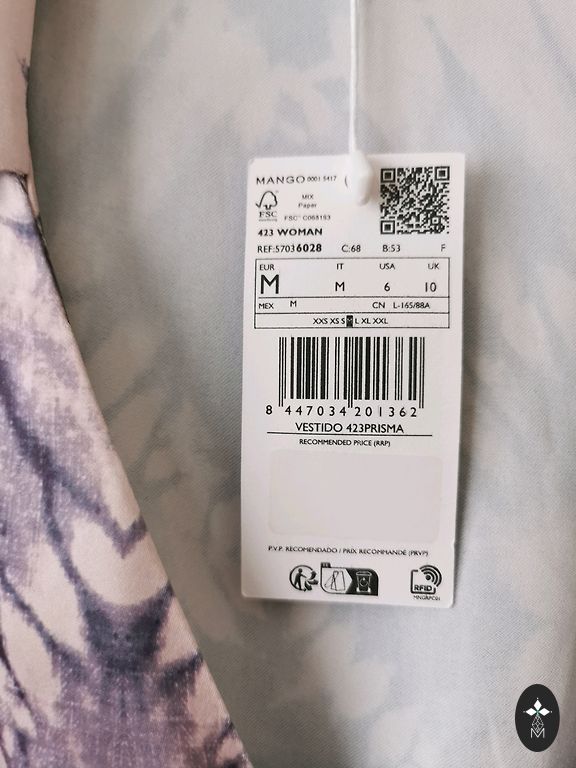 MANGO 0001 5417
MIX
Paper
FSC
FSC™ C068193
423 WOMAN
REF:57036028 C:68 B:53 F
EUR IT USA UK
M M 6 10
MEX M CN L-165/88A
XXS XS S M L XL XXL
8 447034 201362
VESTIDO 423PRISMA
RECOMMENDED PRICE (RRP)
P.V.P. RECOMENDADO / PRIX RECOMMANDÉ (PRVP)
RFID
M